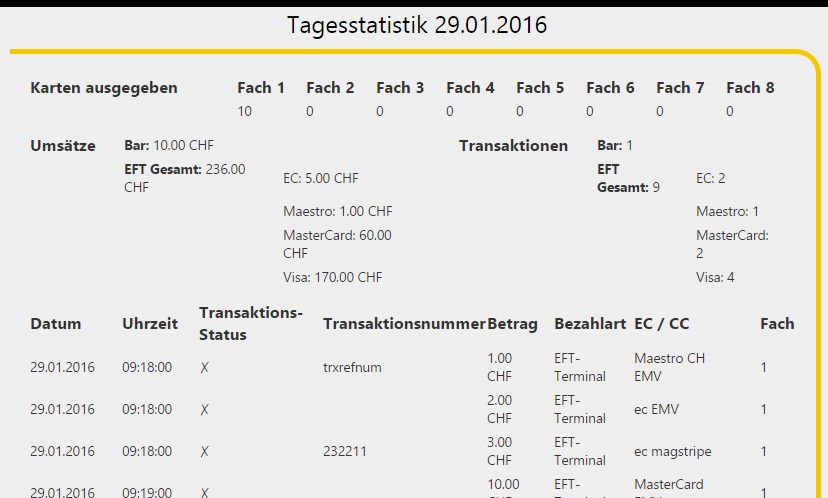 Tagesstatistik 29.01.2016
Karten ausgegeben Fach 1 Fach 2 Fach 3 Fach 4 Fach 5 Fach 6 Fach 7 Fach 8
10 0 0 0 0 0 0 0
Umsätze Bar: 10.00 CHF Transaktionen Bar: 1
EFT Gesamt: 236.00 EFT
EC: 5.00 CHF EC: 2
CHF Gesamt: 9
Maestro: 1.00 CHF Maestro: 1
MasterCard: 60.00 MasterCard:
CHF 2
Visa: 170.00 CHF Visa: 4
Transaktions-
Datum Uhrzeit Transaktionsnummer Betrag Bezahlart EC / CC Fach
Status
1.00 EFT- Maestro CH
29.01.2016 09:18:00 X trxrefnum 1
CHF Terminal EMV
2.00 EFT-
29.01.2016 09:18:00 X ec EMV 1
CHF Terminal
3.00 EFT-
29.01.2016 09:18:00 X 232211 ec magstripe 1
CHF Terminal
10.00 EFT- MasterCard
29.01.2016 09:19:00 X 1